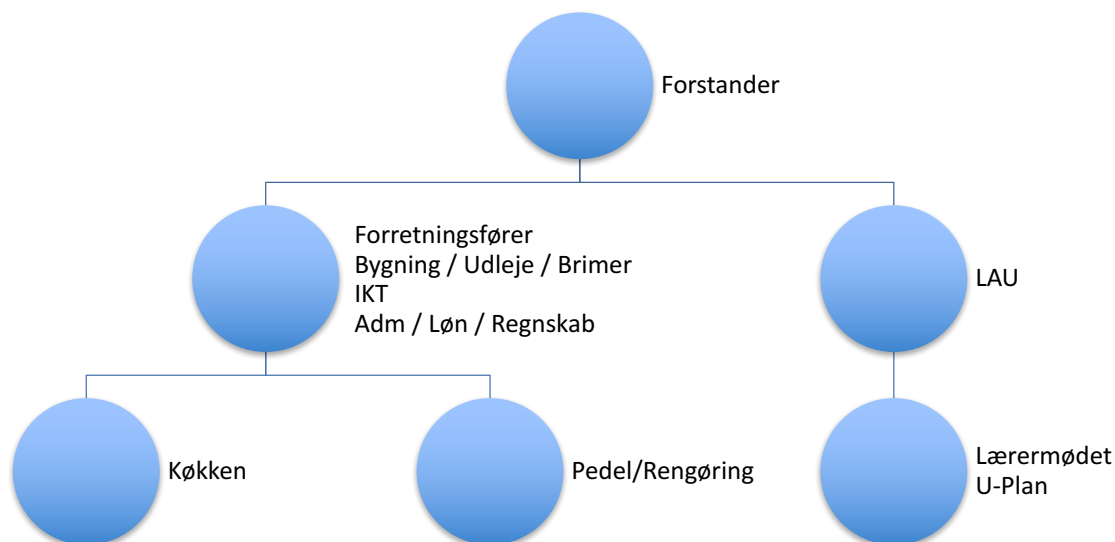 Forstander
Forretningsfører
Bygning / Udleje / Brimer
IKT
Adm / Løn / Regnskab
LAU
Køkken
Pedel/Rengøring
Lærermødet
U-Plan